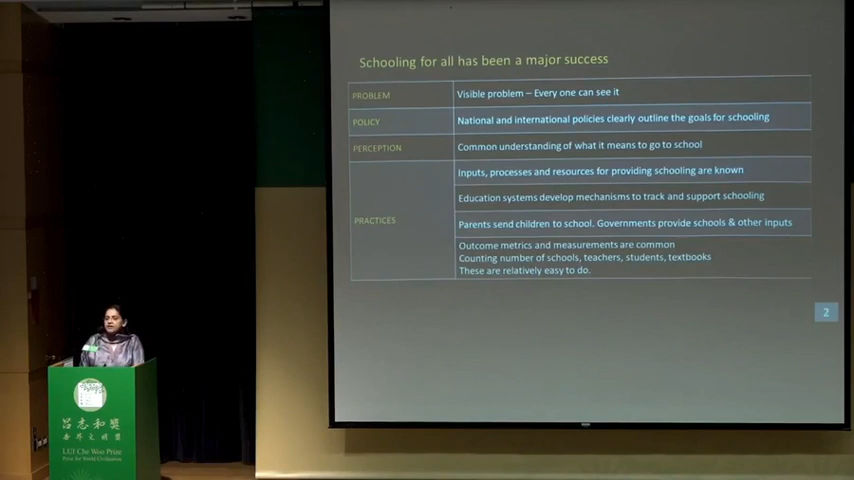 Schooling for all has been a major success
PROBLEM
Visible problem – Every one can see it
POLICY
National and international policies clearly outline the goals for schooling
PERCEPTION
Common understanding of what it means to go to school
PRACTICES
Inputs, processes and resources for providing schooling are known
Education systems develop mechanisms to track and support schooling
Parents send children to school. Governments provide schools & other inputs
Outcome metrics and measurements are common
Counting number of schools, teachers, students, textbooks
These are relatively easy to do.
2
呂志和獎
世界文明獎
LUI Che Woo Prize
Prize for World Civilisation